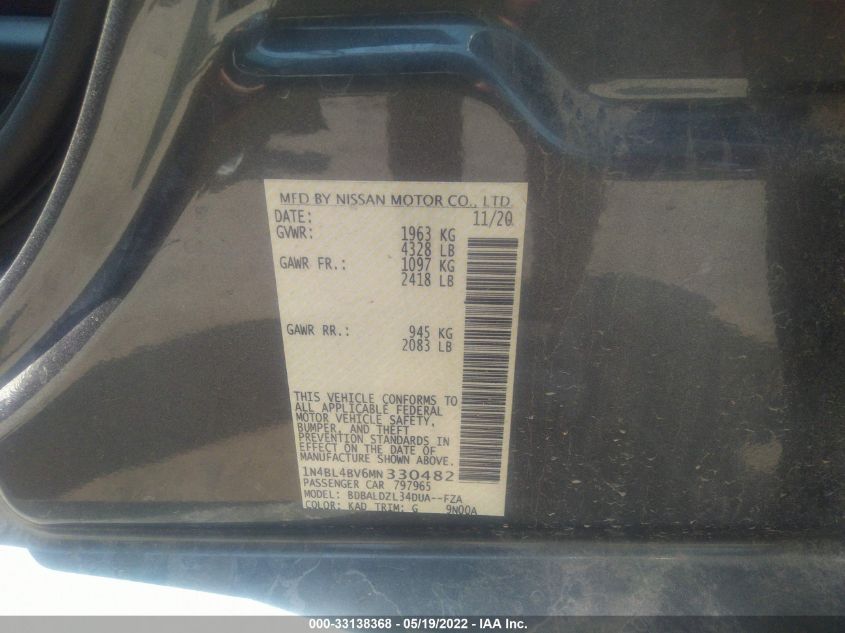 MFD BY NISSAN MOTOR CO., LTD
DATE: 11/20
GVWR: 1963 KG
4328 LB
GAWR FR.: 1097 KG
2418 LB
GAWR RR.: 945 KG
2083 LB
THIS VEHICLE CONFORMS TO
ALL APPLICABLE FEDERAL
MOTOR VEHICLE SAFETY,
BUMPER, AND THEFT
PREVENTION STANDARDS IN
EFFECT ON THE DATE OF
MANUFACTURE SHOWN ABOVE.
1N4BL4BV6MN330482
PASSENGER CAR 797965
MODEL: BDBALDZL34DUA--FZA
COLOR: KAD TRIM: G 9N00A
000-33138368 - 05/19/2022 - IAA Inc.